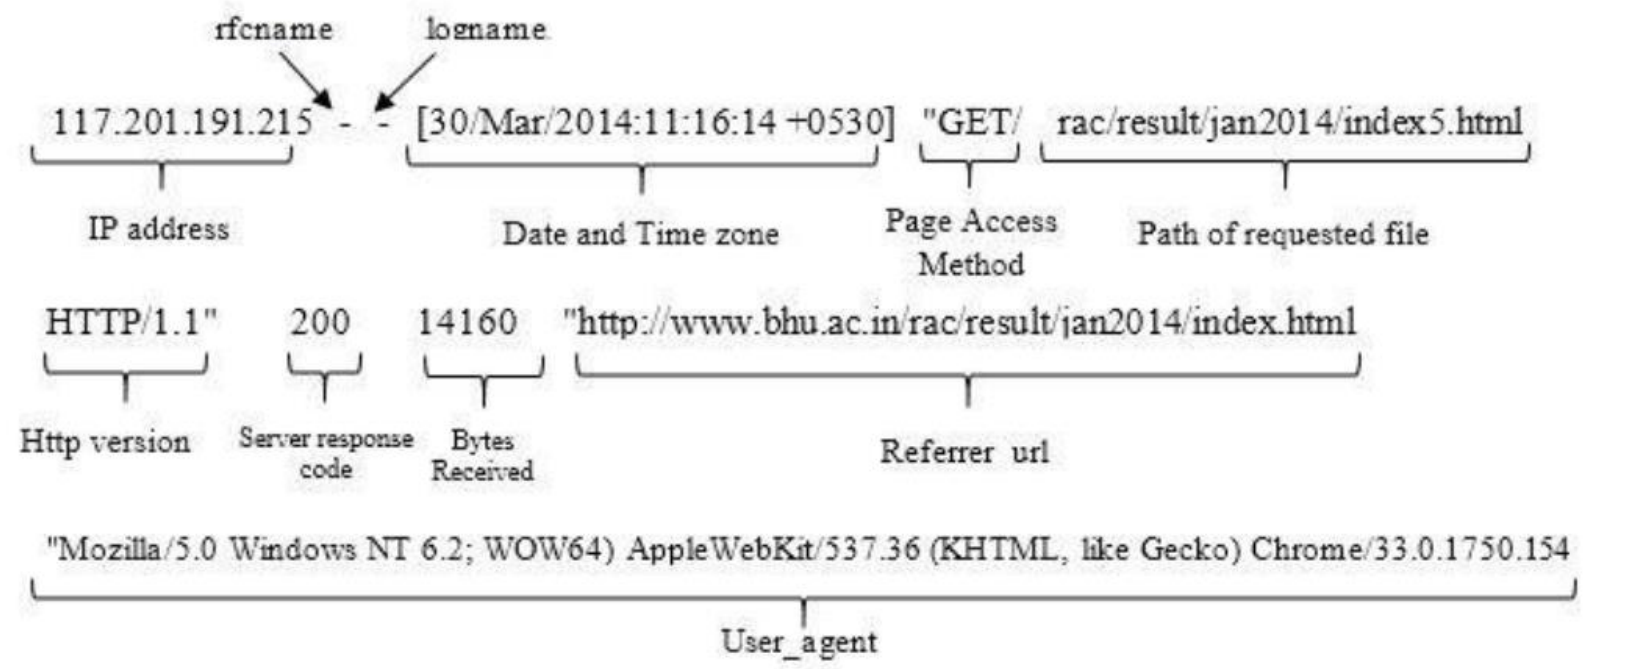 rfcname logname
117.201.191.215 - - [30/Mar/2014:11:16:14 +0530] "GET/ rac/result/jan2014/index5.html
IP address Date and Time zone Page Access Method Path of requested file
HTTP/1.1" 200 14160 "http://www.bhu.ac.in/rac/result/jan2014/index.html
Http version Server response code Bytes Received Referrer url
"Mozilla/5.0 Windows NT 6.2; WOW64) AppleWebKit/537.36 (KHTML, like Gecko) Chrome/33.0.1750.154
User_agent